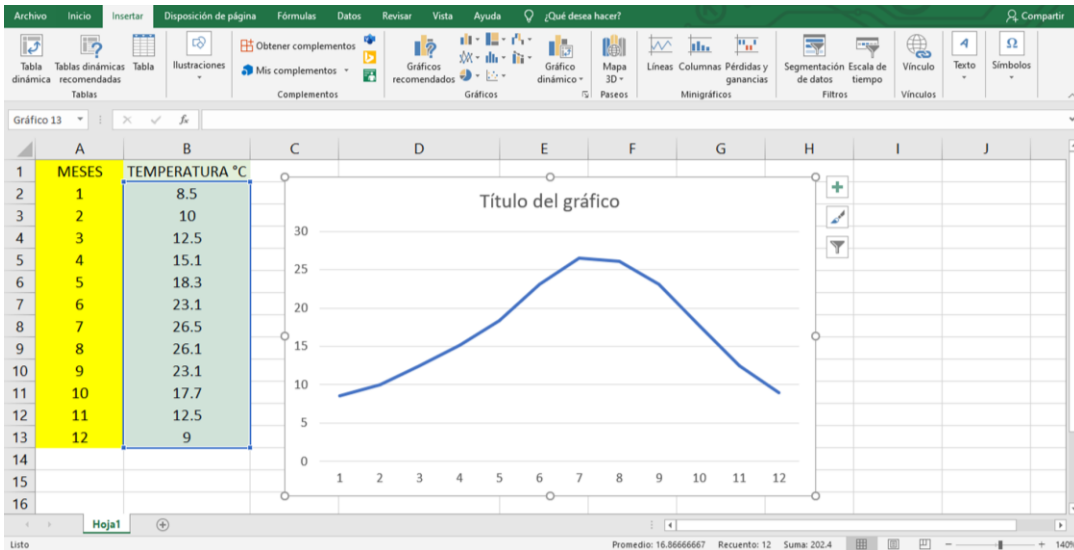 Archivo Inicio Insertar Disposición de página Fórmulas Datos Revisar Vista Ayuda ¿Qué desea hacer? Compartir
Tabla dinámica
Tablas dinámicas recomendadas
Tabla
Ilustraciones
Obtener complementos
Mis complementos
Gráficos recomendados
Gráfico dinámico
Mapa 3D
Líneas
Columnas
Pérdidas y ganancias
Segmentación de datos
Escala de tiempo
Vínculo
Texto
Símbolos
Tablas Complementos Gráficos Paseos Minigráficos Filtros Vínculos
Gráfico 13 fx
A B C D E F G H I J
1 MESES TEMPERATURA °C
2 1 8.5
3 2 10
4 3 12.5
5 4 15.1
6 5 18.3
7 6 23.1
8 7 26.5
9 8 26.1
10 9 23.1
11 10 17.7
12 11 12.5
13 12 9
14
15
16
Título del gráfico
30
25
20
15
10
5
0
1 2 3 4 5 6 7 8 9 10 11 12
Hoja1
Listo Promedio: 16.86666667 Recuento: 12 Suma: 202.4 140%